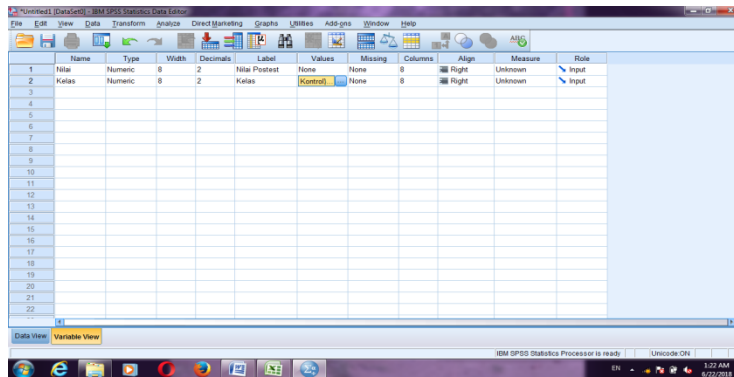 *Untitled1 [DataSet0] - IBM SPSS Statistics Data Editor
File Edit View Data Transform Analyze Direct Marketing Graphs Utilities Add-ons Window Help
Name Type Width Decimals Label Values Missing Columns Align Measure Role
1 Nilai Numeric 8 2 Nilai Postest None None 8 Right Unknown Input
2 Kelas Numeric 8 2 Kelas Kontrol}... ... None 8 Right Unknown Input
3
4
5
6
7
8
9
10
11
12
13
14
15
16
17
18
19
20
21
22
Data View Variable View
IBM SPSS Statistics Processor is ready Unicode:ON
EN 1:22 AM
6/22/2018